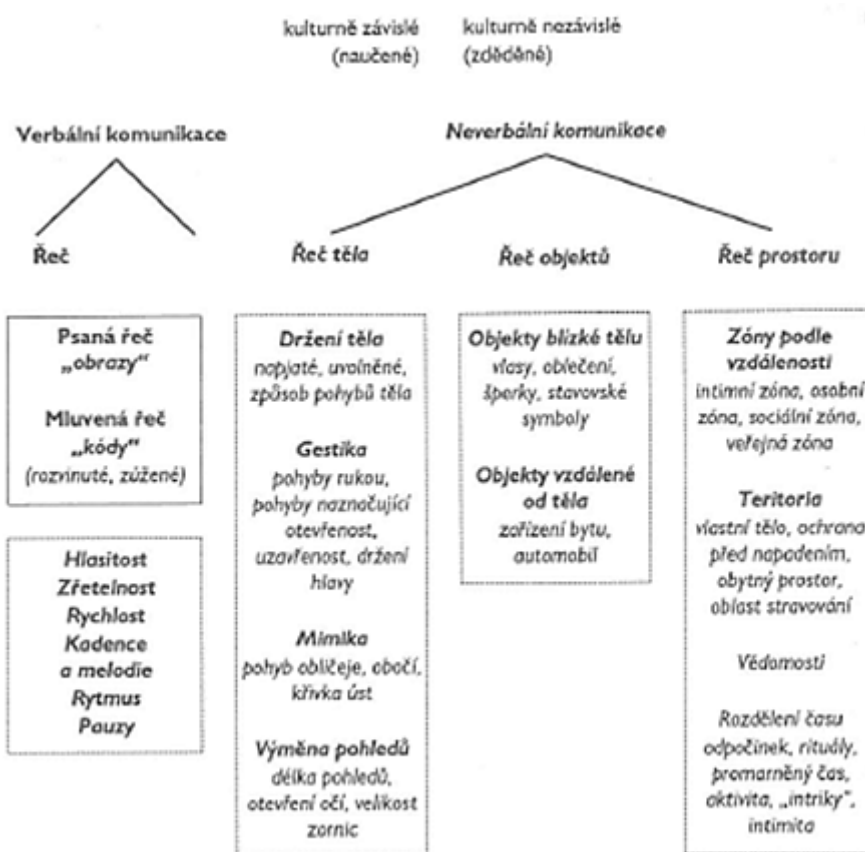 kulturně závislé
(naučené)
kulturně nezávislé
(zděděné)
Verbální komunikace
Neverbální komunikace
Řeč
Řeč těla
Řeč objektů
Řeč prostoru
Psaná řeč
„obrazy"
Mluvená řeč
„kódy"
(rozvinuté, zúžené)
Hlasitost
Zřetelnost
Rychlost
Kadence
a melodie
Rytmus
Pauzy
Držení těla
napjaté, uvolněné,
způsob pohybů těla
Gestika
pohyby rukou,
pohyby naznačující
otevřenost,
uzavřenost, držení
hlavy
Mimika
pohyb obličeje, obočí,
křivka úst
Výměna pohledů
délka pohledů,
otevření očí, velikost
zornic
Objekty blízké tělu
vlasy, oblečení,
šperky, stavovské
symboly
Objekty vzdálené
od těla
zařízení bytu,
automobil
Zóny podle
vzdálenosti
intimní zóna, osobní
zóna, sociální zóna,
veřejná zóna
Teritoria
vlastní tělo, ochrana
před napadením,
obytný prostor,
oblast stravování
Vědomosti
Rozdělení času
odpočinek, rituály,
promarněný čas,
aktivita, „intriky",
intimita